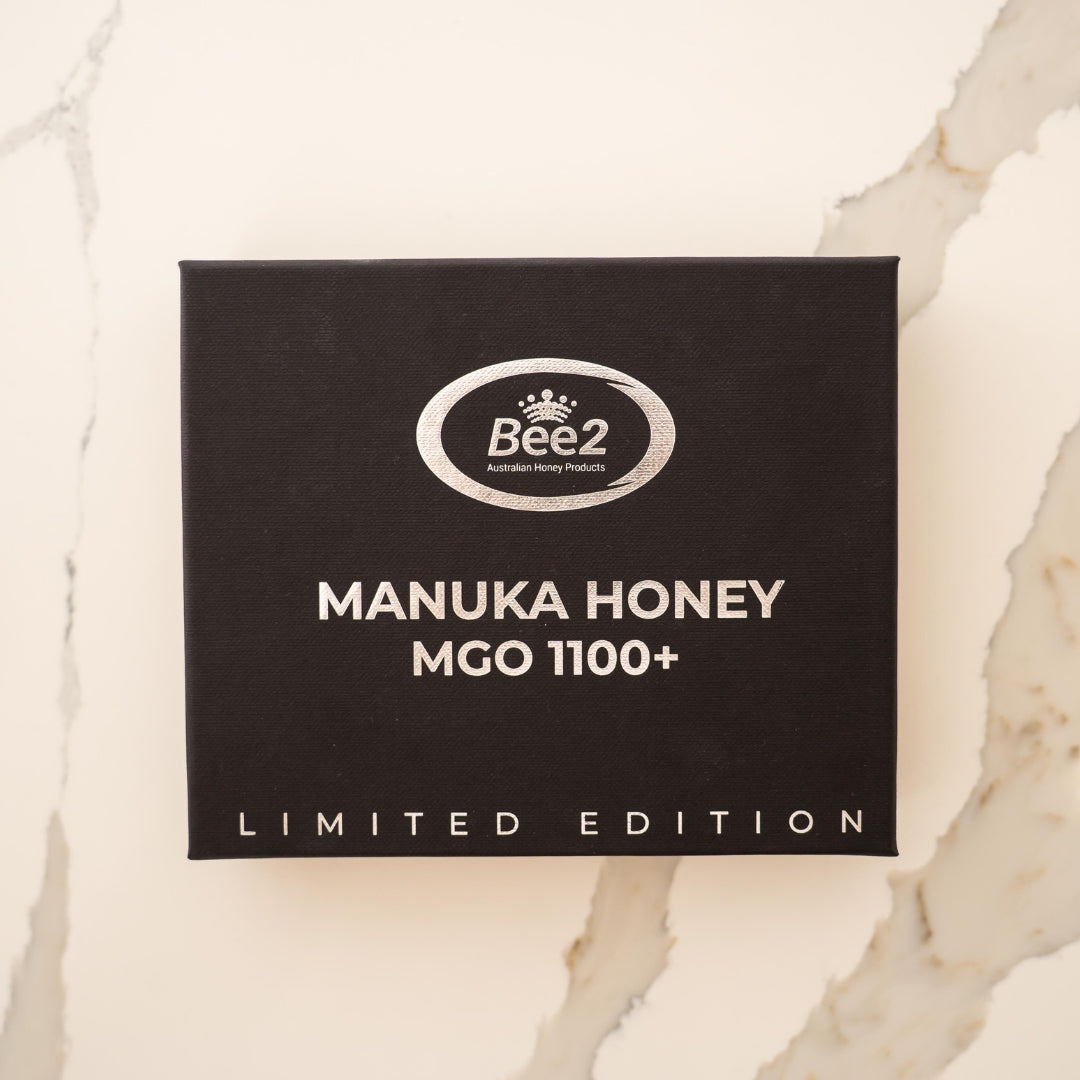 Bee2
Australian Honey Products
MANUKA HONEY
MGO 1100+
LIMITED EDITION